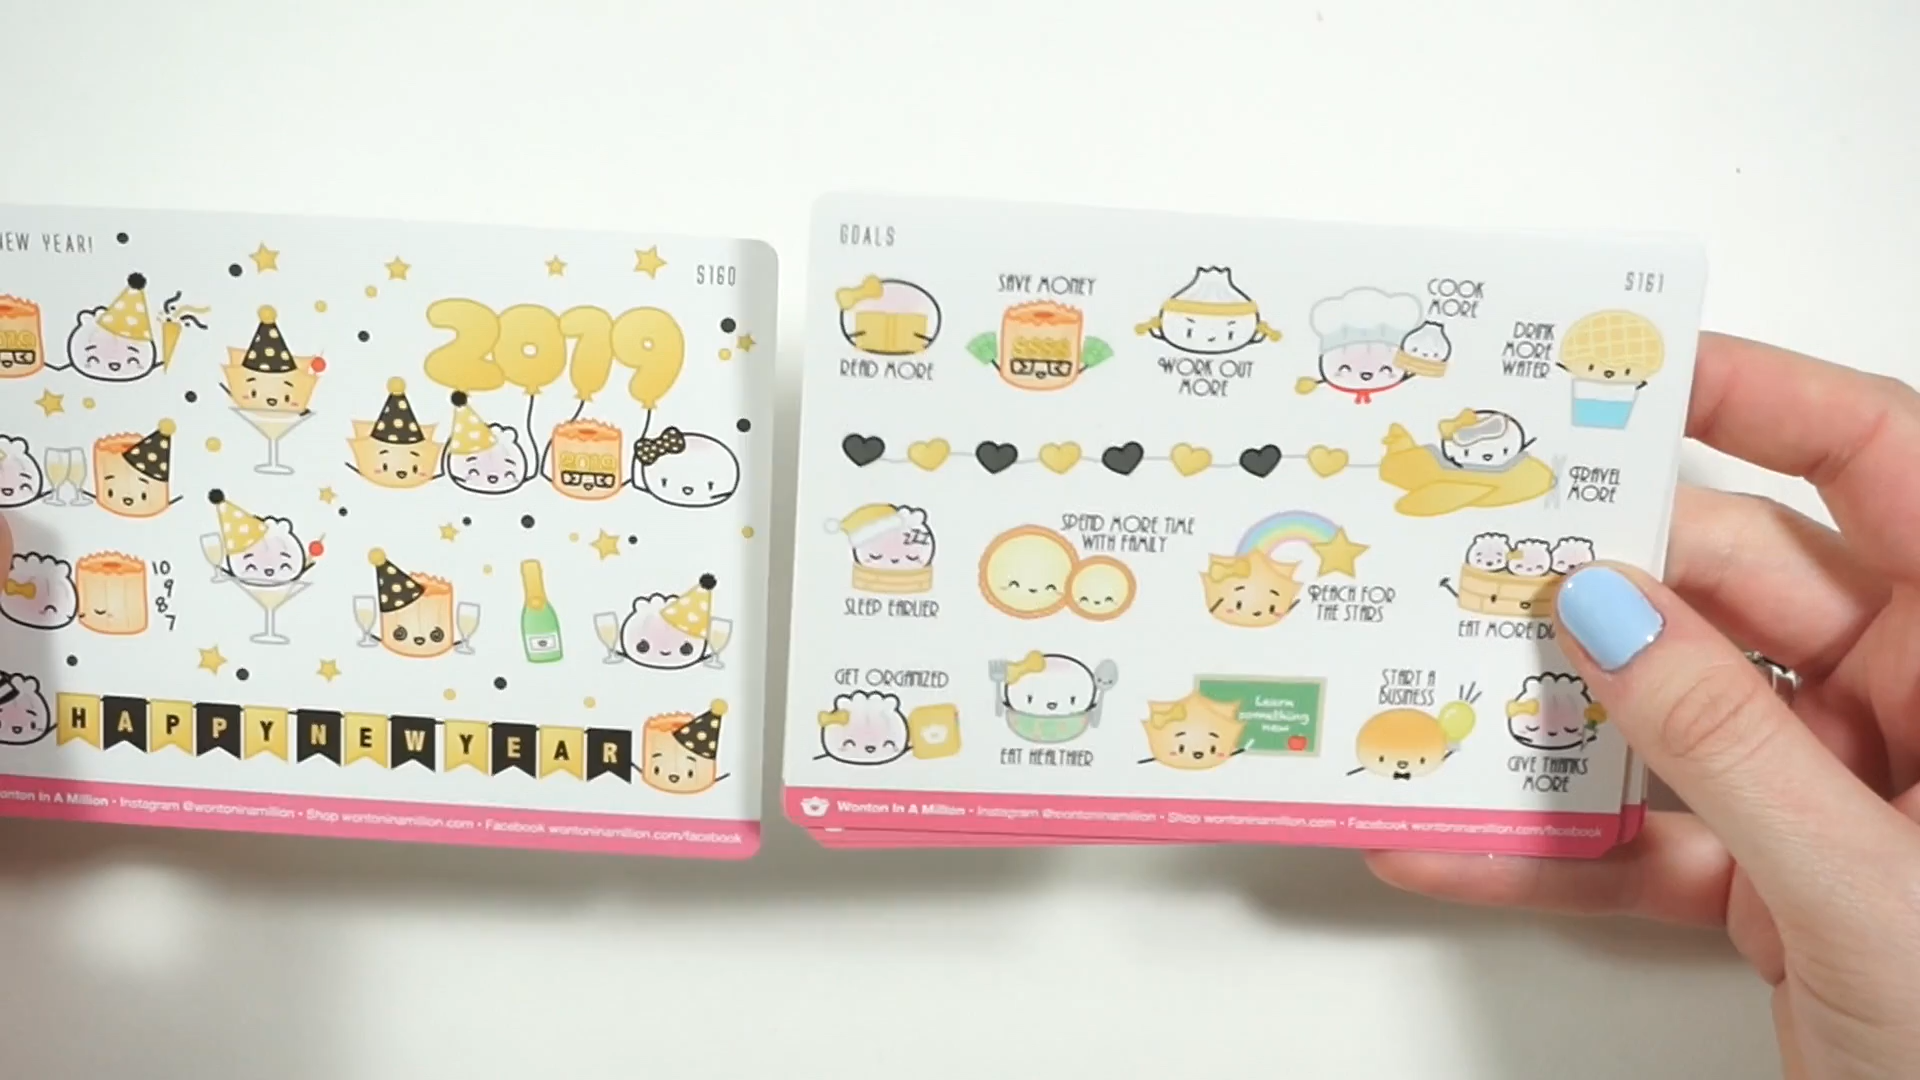 NEW YEAR!
S160
2019
2019
2019
10
9
8
7
HAPPY NEW YEAR
Wonton In A Million • Instagram @wontoninamillion • Shop wontoninamillion.com • Facebook wontoninamillion.com/facebook
GOALS
S161
READ MORE
SAVE MONEY
$$$$
WORK OUT
MORE
COOK
MORE
DRINK
MORE
WATER
TRAVEL
MORE
zZZ
SLEEP EARLIER
SPEND MORE TIME
WITH FAMILY
REACH FOR
THE STARS
EAT MORE
GET ORGANIZED
EAT HEALTHIER
Learn
something
new
START A
BUSINESS
GIVE THANKS
MORE
Wonton In A Million • Instagram @wontoninamillion • Shop wontoninamillion.com • Facebook wontoninamillion.com/facebook